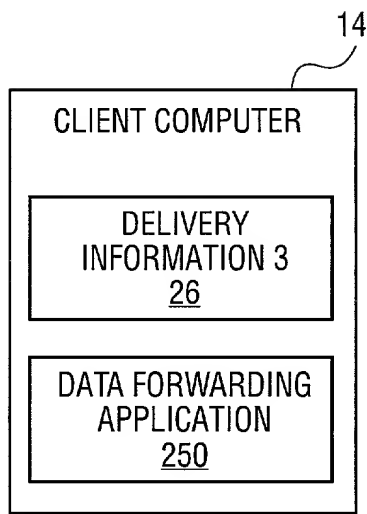 14
CLIENT COMPUTER
DELIVERY
INFORMATION 3
26
DATA FORWARDING
APPLICATION
250